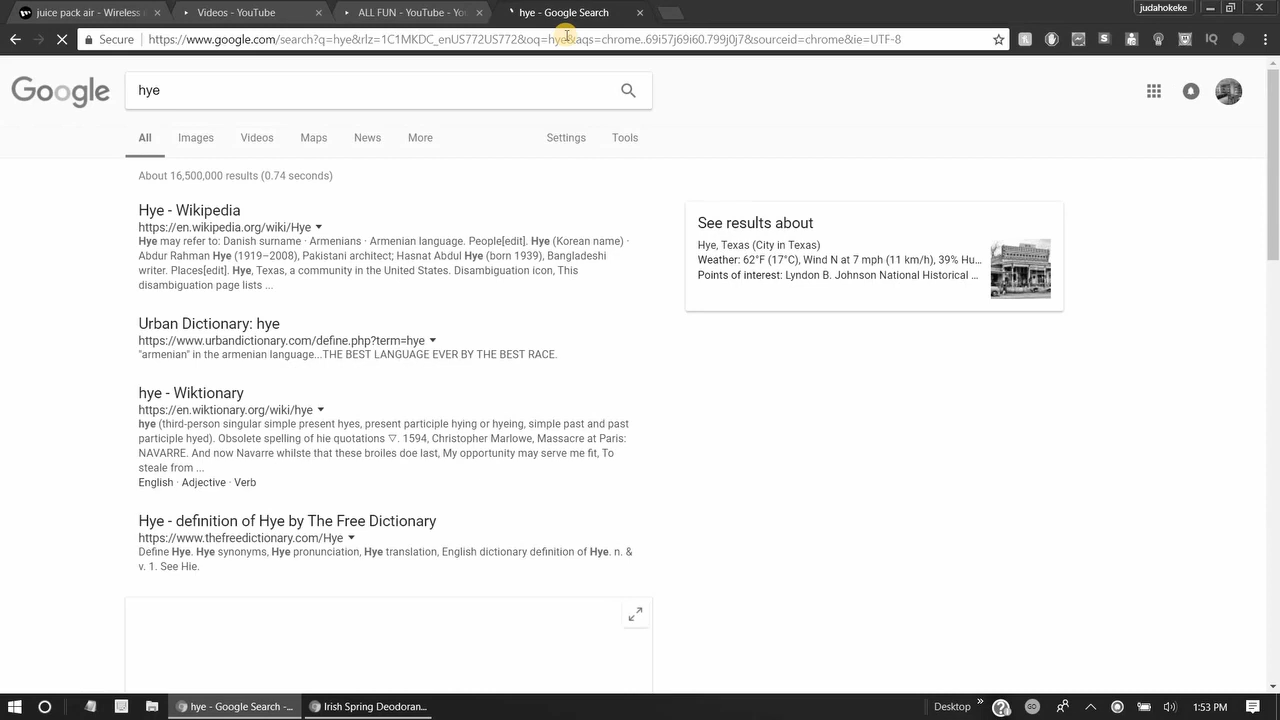 juice pack air - Wireless
Videos - YouTube
ALL FUN - YouTube - Yo
hye - Google Search
judahokeke
Secure
https://www.google.com/search?q=hye&rlz=1C1MKDC_enUS772US772&oq=hye&aqs=chrome..69i57j69i60.799j0j7&sourceid=chrome&ie=UTF-8
Google
hye
All
Images
Videos
Maps
News
More
Settings
Tools
About 16,500,000 results (0.74 seconds)
Hye - Wikipedia
https://en.wikipedia.org/wiki/Hye
Hye may refer to: Danish surname · Armenians · Armenian language. People[edit]. Hye (Korean name) ·
Abdur Rahman Hye (1919–2008), Pakistani architect; Hasnat Abdul Hye (born 1939), Bangladeshi
writer. Places[edit]. Hye, Texas, a community in the United States. Disambiguation icon, This
disambiguation page lists ...
Urban Dictionary: hye
https://www.urbandictionary.com/define.php?term=hye
"armenian" in the armenian language...THE BEST LANGUAGE EVER BY THE BEST RACE.
hye - Wiktionary
https://en.wiktionary.org/wiki/hye
hye (third-person singular simple present hyes, present participle hying or hyeing, simple past and past
participle hyed). Obsolete spelling of hie quotations ▽. 1594, Christopher Marlowe, Massacre at Paris:
NAVARRE. And now Navarre whilste that these broiles doe last, My opportunity may serve me fit, To
steale from ...
English · Adjective · Verb
Hye - definition of Hye by The Free Dictionary
https://www.thefreedictionary.com/Hye
Define Hye. Hye synonyms, Hye pronunciation, Hye translation, English dictionary definition of Hye. n. &
v. 1. See Hie.
See results about
Hye, Texas (City in Texas)
Weather: 62°F (17°C), Wind N at 7 mph (11 km/h), 39% Hu...
Points of interest: Lyndon B. Johnson National Historical ...
hye - Google Search -...
Irish Spring Deodoran...
Desktop
1:53 PM